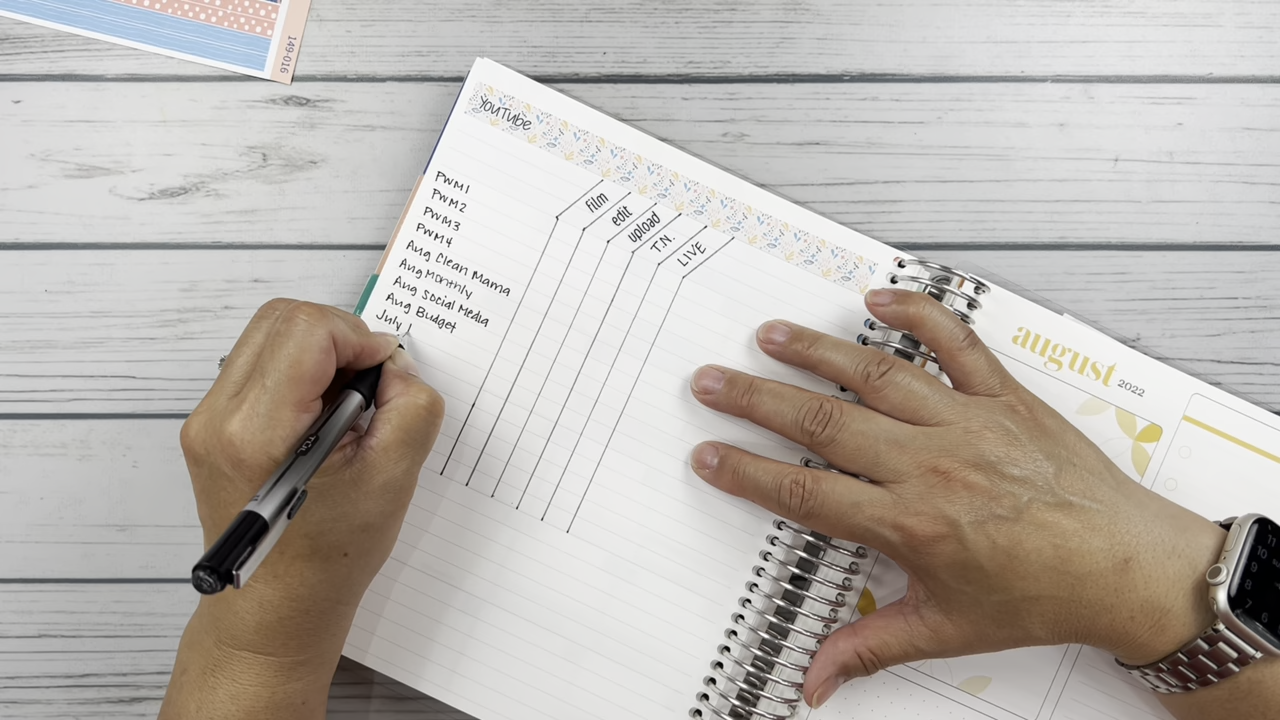 149-016
YouTube
film
edit
upload
T.N.
LIVE
PWM1
PWM2
PWM3
PWM4
Aug Clean Mama
Aug Monthly
Aug Social Media
Aug Budget
July
august 2022